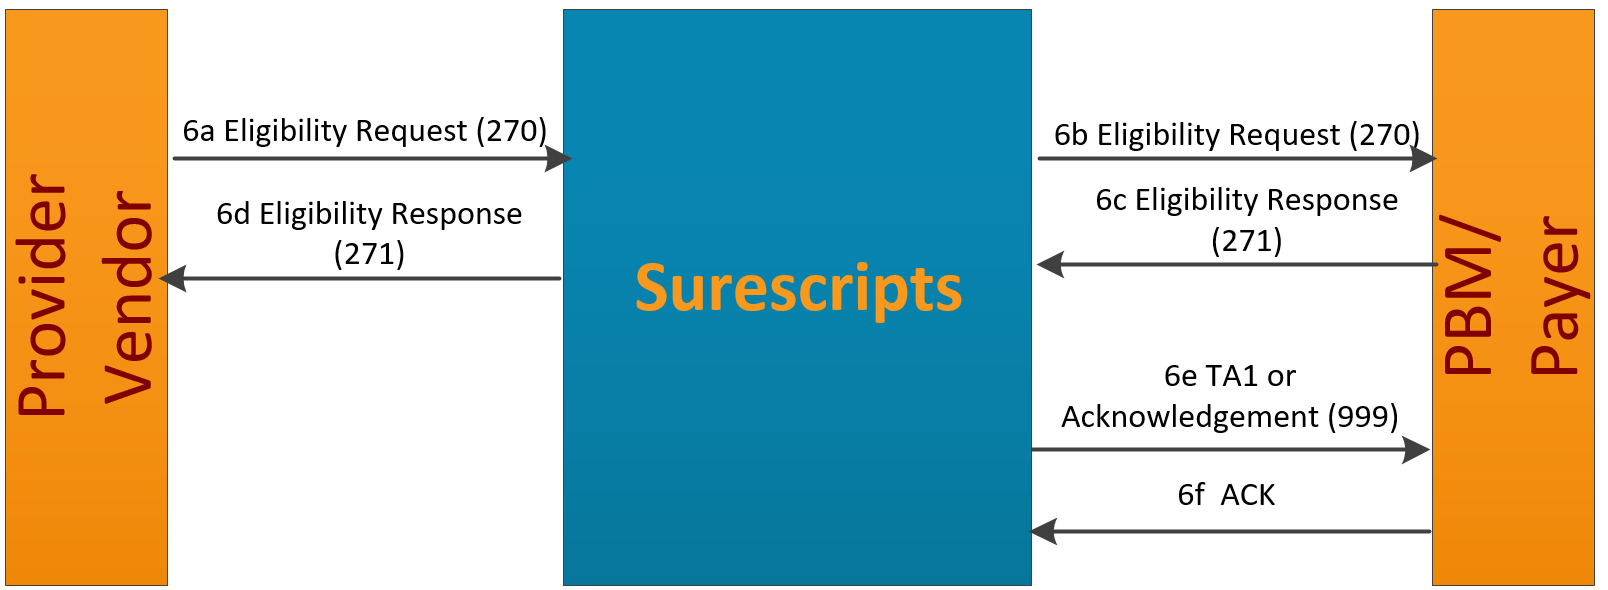 Provider
Vendor
6a Eligibility Request (270)
6d Eligibility Response
(271)
Surescripts
6b Eligibility Request (270)
6c Eligibility Response
(271)
6e TA1 or
Acknowledgement (999)
6f  ACK
PBM/
Payer